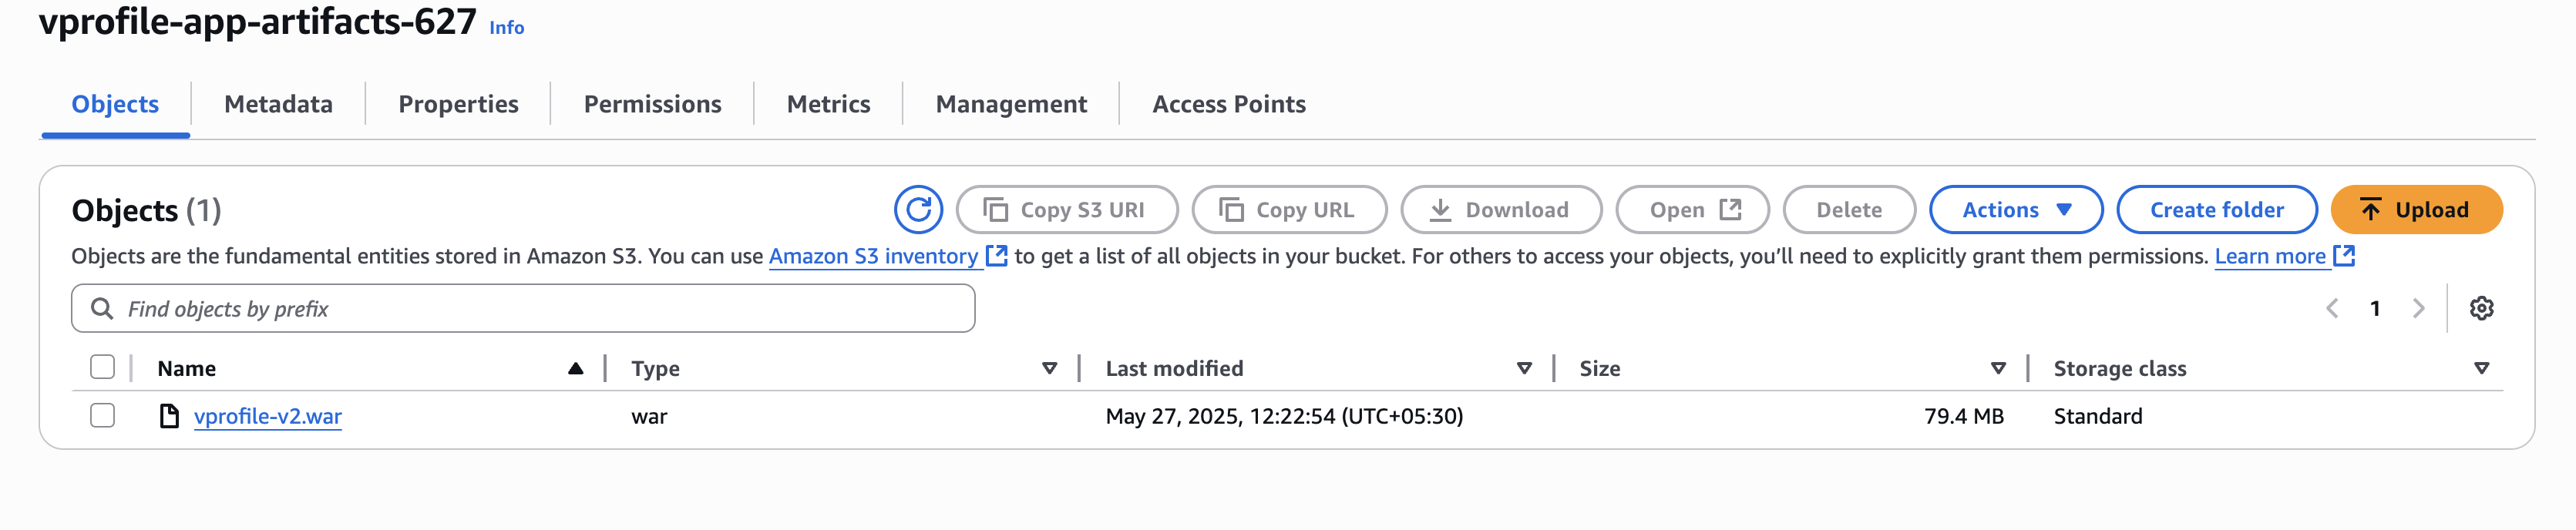 vprofile-app-artifacts-627 Info
Objects Metadata Properties Permissions Metrics Management Access Points
Objects (1) Copy S3 URI Copy URL Download Open Delete Actions Create folder Upload
Objects are the fundamental entities stored in Amazon S3. You can use Amazon S3 inventory to get a list of all objects in your bucket. For others to access your objects, you’ll need to explicitly grant them permissions. Learn more
Find objects by prefix 1
Name Type Last modified Size Storage class
vprofile-v2.war war May 27, 2025, 12:22:54 (UTC+05:30) 79.4 MB Standard